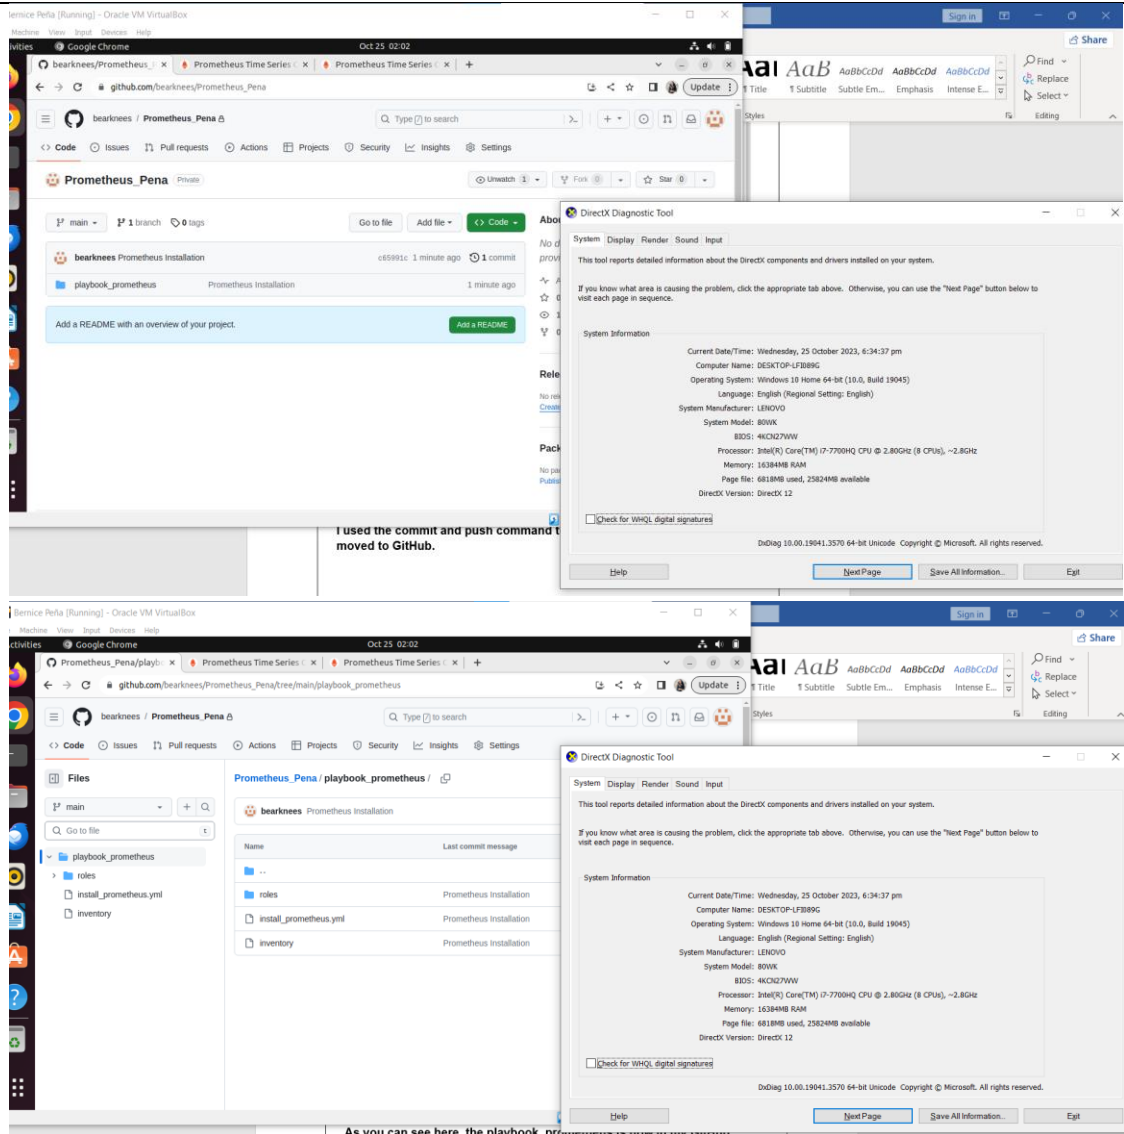 Bernice Peña [Running] - Oracle VM VirtualBox
Machine View Input Devices Help
Sign in
Share
ivities Google Chrome Oct 25 02:02
bearknees/Prometheus_ Prometheus Time Series Prometheus Time Series
github.com/bearknees/Prometheus_Pena Update
AaB AaBbCcDd AaBbCcDd AaBbCcDd
Title Subtitle Subtle Em... Emphasis Intense E...
Styles
Find
Replace
Select
Editing
bearknees / Prometheus_Pena Type / to search
Code Issues Pull requests Actions Projects Security Insights Settings
Prometheus_Pena Private Unwatch 1 Fork 0 Star 0
main 1 branch 0 tags Go to file Add file Code
bearknees Prometheus Installation c65991c 1 minute ago 1 commit
playbook_prometheus Prometheus Installation 1 minute ago
Add a README with an overview of your project. Add a README
Abo
No d
provi
Rele
No rel
Create
Pack
No pa
Publis
DirectX Diagnostic Tool
System Display Render Sound Input
This tool reports detailed information about the DirectX components and drivers installed on your system.
If you know what area is causing the problem, click the appropriate tab above. Otherwise, you can use the "Next Page" button below to
visit each page in sequence.
System Information
Current Date/Time: Wednesday, 25 October 2023, 6:34:37 pm
Computer Name: DESKTOP-LFI089G
Operating System: Windows 10 Home 64-bit (10.0, Build 19045)
Language: English (Regional Setting: English)
System Manufacturer: LENOVO
System Model: 80WK
BIOS: 4KCN27WW
Processor: Intel(R) Core(TM) i7-7700HQ CPU @ 2.80GHz (8 CPUs), ~2.8GHz
Memory: 16384MB RAM
Page file: 6818MB used, 25824MB available
DirectX Version: DirectX 12
Check for WHQL digital signatures
DxDiag 10.00.19041.3570 64-bit Unicode Copyright © Microsoft. All rights reserved.
Help Next Page Save All Information... Exit
I used the commit and push command t
moved to GitHub.
Bernice Peña [Running] - Oracle VM VirtualBox
Machine View Input Devices Help
Sign in
Share
ctivities Google Chrome Oct 25 02:02
Prometheus_Pena/playb Prometheus Time Series Prometheus Time Series
github.com/bearknees/Prometheus_Pena/tree/main/playbook_prometheus Update
AaB AaBbCcDd AaBbCcDd AaBbCcDd
Title Subtitle Subtle Em... Emphasis Intense E...
Styles
Find
Replace
Select
Editing
bearknees / Prometheus_Pena Type / to search
Code Issues Pull requests Actions Projects Security Insights Settings
Files
main
Go to file t
playbook_prometheus
roles
install_prometheus.yml
inventory
Prometheus_Pena / playbook_prometheus /
bearknees Prometheus Installation
Name Last commit message
..
roles Prometheus Installation
install_prometheus.yml Prometheus Installation
inventory Prometheus Installation
DirectX Diagnostic Tool
System Display Render Sound Input
This tool reports detailed information about the DirectX components and drivers installed on your system.
If you know what area is causing the problem, click the appropriate tab above. Otherwise, you can use the "Next Page" button below to
visit each page in sequence.
System Information
Current Date/Time: Wednesday, 25 October 2023, 6:34:37 pm
Computer Name: DESKTOP-LFI089G
Operating System: Windows 10 Home 64-bit (10.0, Build 19045)
Language: English (Regional Setting: English)
System Manufacturer: LENOVO
System Model: 80WK
BIOS: 4KCN27WW
Processor: Intel(R) Core(TM) i7-7700HQ CPU @ 2.80GHz (8 CPUs), ~2.8GHz
Memory: 16384MB RAM
Page file: 6818MB used, 25824MB available
DirectX Version: DirectX 12
Check for WHQL digital signatures
DxDiag 10.00.19041.3570 64-bit Unicode Copyright © Microsoft. All rights reserved.
Help Next Page Save All Information... Exit
As you can see here, the playbook_prometheus is now in my GitHub